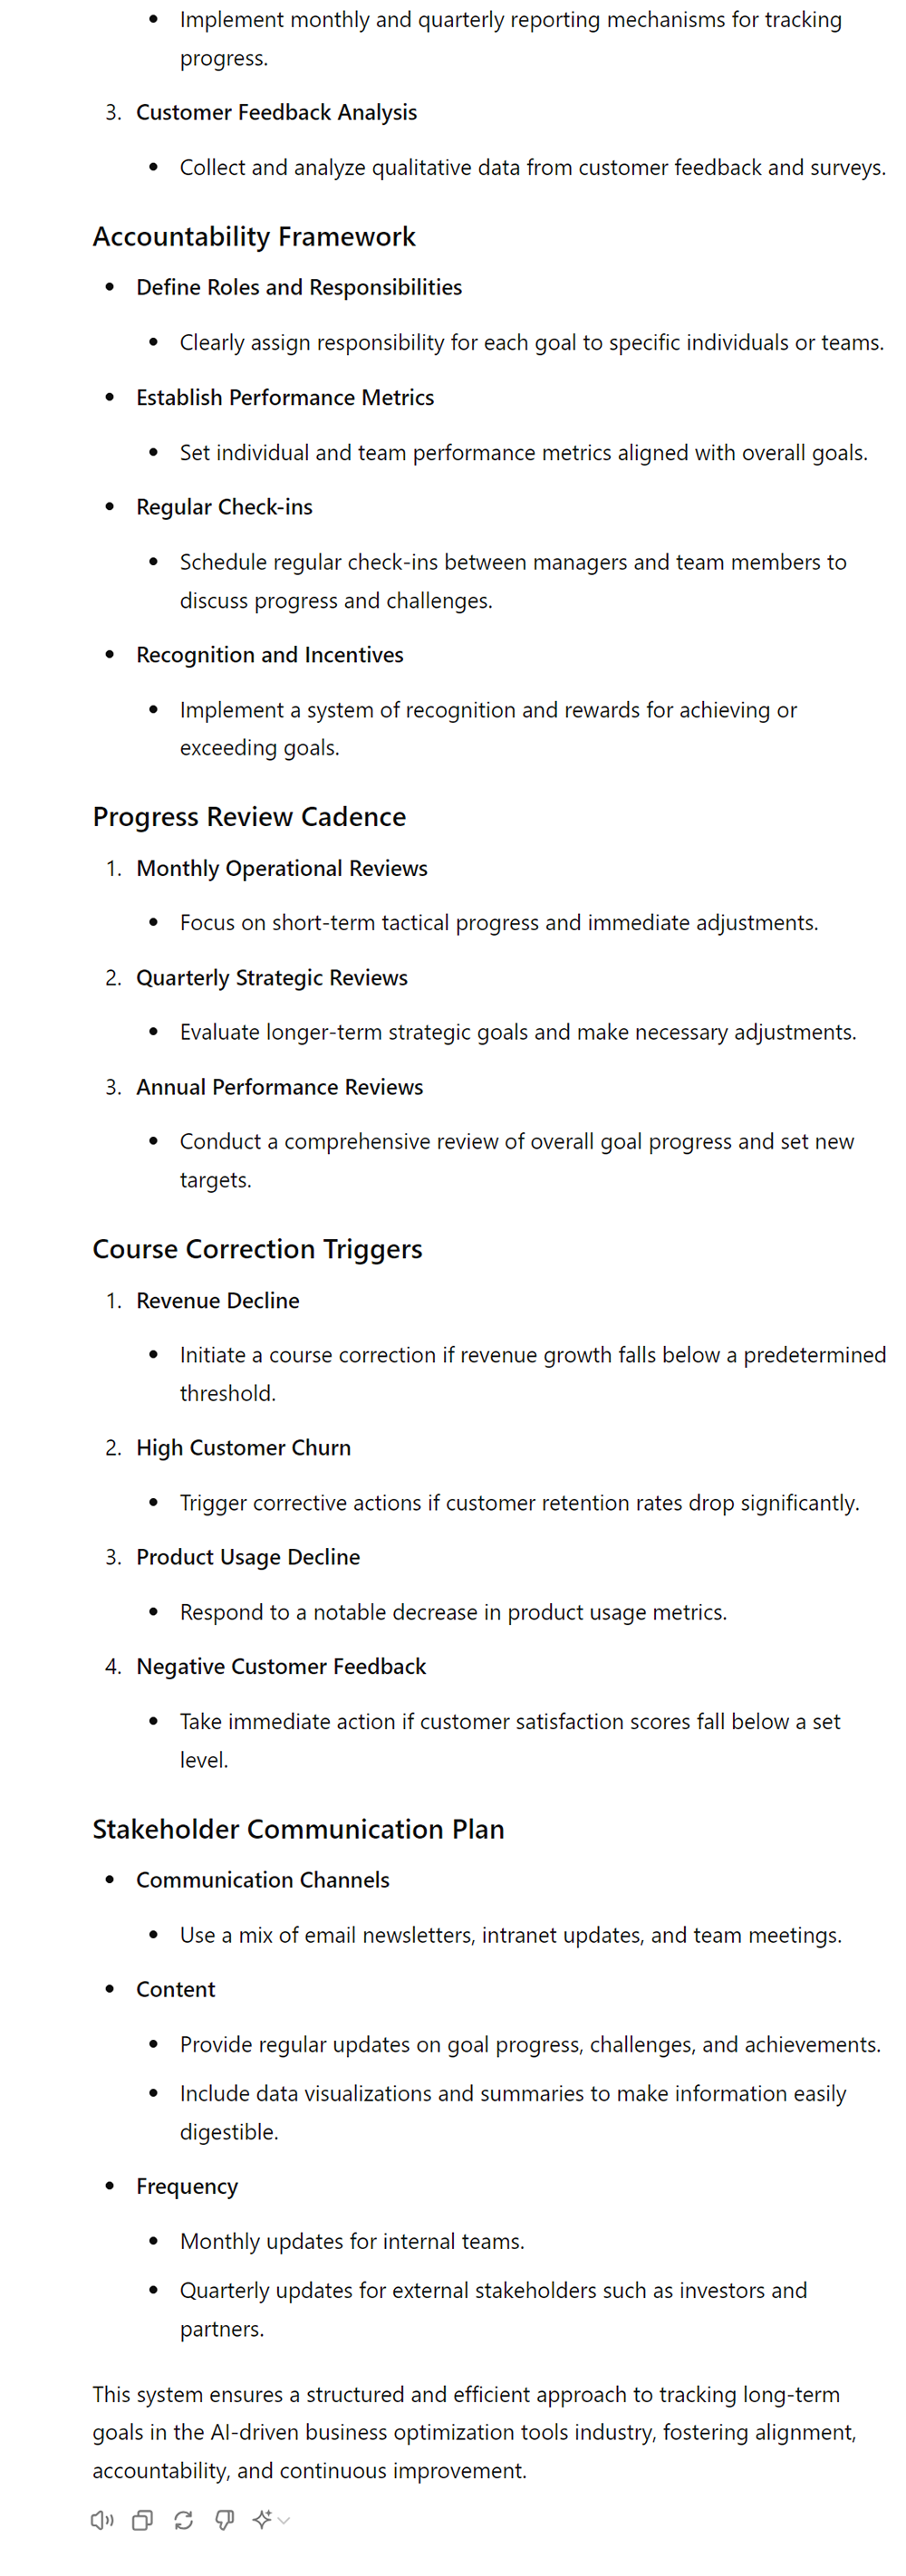 • Implement monthly and quarterly reporting mechanisms for tracking
progress.
3. Customer Feedback Analysis
• Collect and analyze qualitative data from customer feedback and surveys.
Accountability Framework
• Define Roles and Responsibilities
• Clearly assign responsibility for each goal to specific individuals or teams.
• Establish Performance Metrics
• Set individual and team performance metrics aligned with overall goals.
• Regular Check-ins
• Schedule regular check-ins between managers and team members to
discuss progress and challenges.
• Recognition and Incentives
• Implement a system of recognition and rewards for achieving or
exceeding goals.
Progress Review Cadence
1. Monthly Operational Reviews
• Focus on short-term tactical progress and immediate adjustments.
2. Quarterly Strategic Reviews
• Evaluate longer-term strategic goals and make necessary adjustments.
3. Annual Performance Reviews
• Conduct a comprehensive review of overall goal progress and set new
targets.
Course Correction Triggers
1. Revenue Decline
• Initiate a course correction if revenue growth falls below a predetermined
threshold.
2. High Customer Churn
• Trigger corrective actions if customer retention rates drop significantly.
3. Product Usage Decline
• Respond to a notable decrease in product usage metrics.
4. Negative Customer Feedback
• Take immediate action if customer satisfaction scores fall below a set
level.
Stakeholder Communication Plan
• Communication Channels
• Use a mix of email newsletters, intranet updates, and team meetings.
• Content
• Provide regular updates on goal progress, challenges, and achievements.
• Include data visualizations and summaries to make information easily
digestible.
• Frequency
• Monthly updates for internal teams.
• Quarterly updates for external stakeholders such as investors and
partners.
This system ensures a structured and efficient approach to tracking long-term
goals in the AI-driven business optimization tools industry, fostering alignment,
accountability, and continuous improvement.